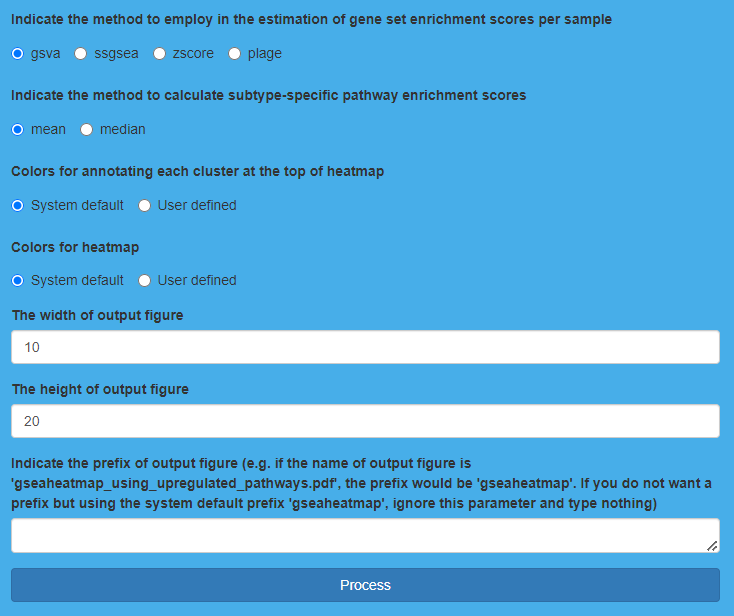 Indicate the method to employ in the estimation of gene set enrichment scores per sample
gsva ssgsea zscore plage
Indicate the method to calculate subtype-specific pathway enrichment scores
mean median
Colors for annotating each cluster at the top of heatmap
System default User defined
Colors for heatmap
System default User defined
The width of output figure
10
The height of output figure
20
Indicate the prefix of output figure (e.g. if the name of output figure is
'gseaheatmap_using_upregulated_pathways.pdf', the prefix would be 'gseaheatmap'. If you do not want a
prefix but using the system default prefix 'gseaheatmap', ignore this parameter and type nothing)
Process